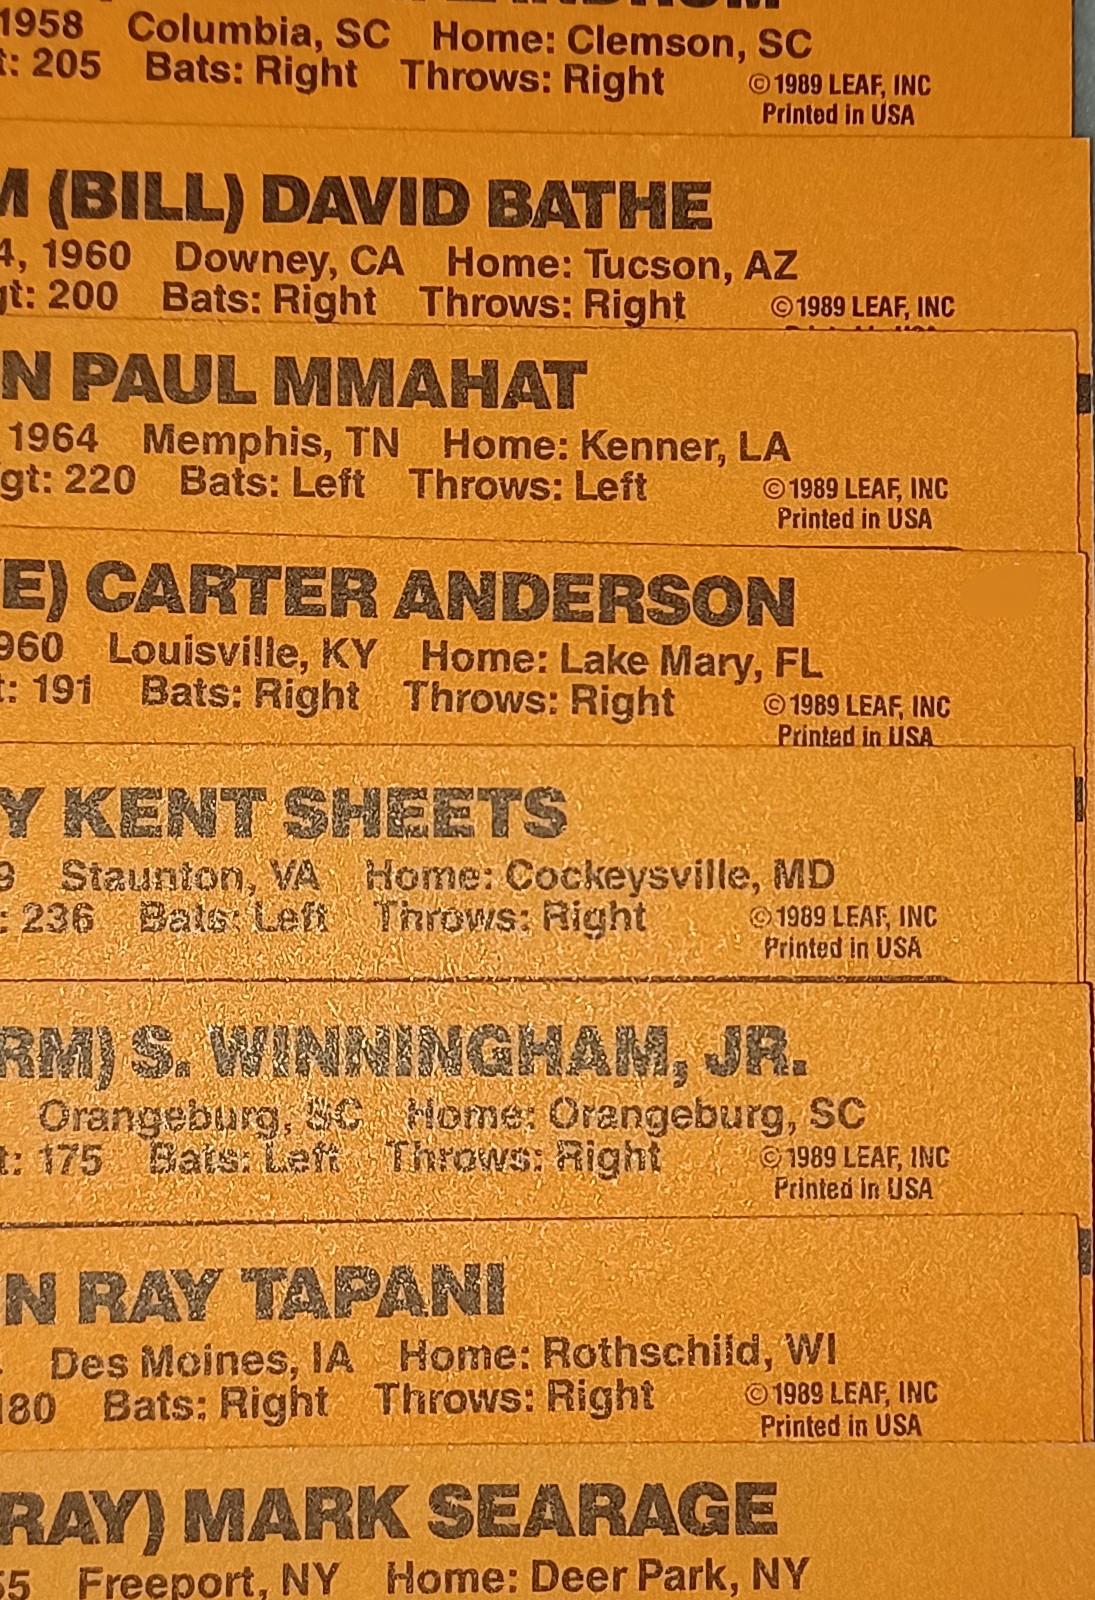 1958 Columbia, SC Home: Clemson, SC
t: 205 Bats: Right Throws: Right ©1989 LEAF, INC
Printed in USA
M (BILL) DAVID BATHE
4, 1960 Downey, CA Home: Tucson, AZ
gt: 200 Bats: Right Throws: Right ©1989 LEAF, INC
N PAUL MMAHAT
1964 Memphis, TN Home: Kenner, LA
gt: 220 Bats: Left Throws: Left ©1989 LEAF, INC
Printed in USA
E) CARTER ANDERSON
960 Louisville, KY Home: Lake Mary, FL
t: 191 Bats: Right Throws: Right ©1989 LEAF, INC
Printed in USA
Y KENT SHEETS
9 Staunton, VA Home: Cockeysville, MD
: 236 Bats: Left Throws: Right ©1989 LEAF, INC
Printed in USA
RM) S. WINNINGHAM, JR.
Orangeburg, SC Home: Orangeburg, SC
t: 175 Bats: Left Throws: Right ©1989 LEAF, INC
Printed in USA
N RAY TAPANI
Des Moines, IA Home: Rothschild, WI
180 Bats: Right Throws: Right ©1989 LEAF, INC
Printed in USA
RAY) MARK SEARAGE
55 Freeport, NY Home: Deer Park, NY